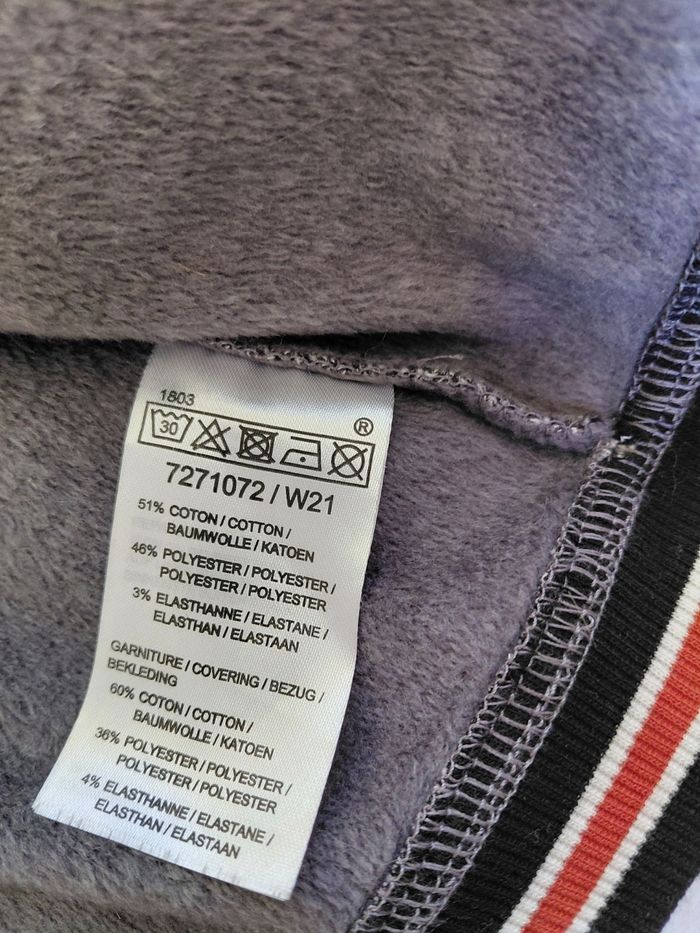 1803
®
30
7271072 / W21
51% COTON / COTTON /
BAUMWOLLE / KATOEN
46% POLYESTER / POLYESTER /
POLYESTER / POLYESTER
3% ELASTHANNE / ELASTANE /
ELASTHAN / ELASTAAN
GARNITURE / COVERING / BEZUG /
BEKLEDING
60% COTON / COTTON /
BAUMWOLLE / KATOEN
36% POLYESTER / POLYESTER /
POLYESTER / POLYESTER
4% ELASTHANNE / ELASTANE /
ELASTHAN / ELASTAAN